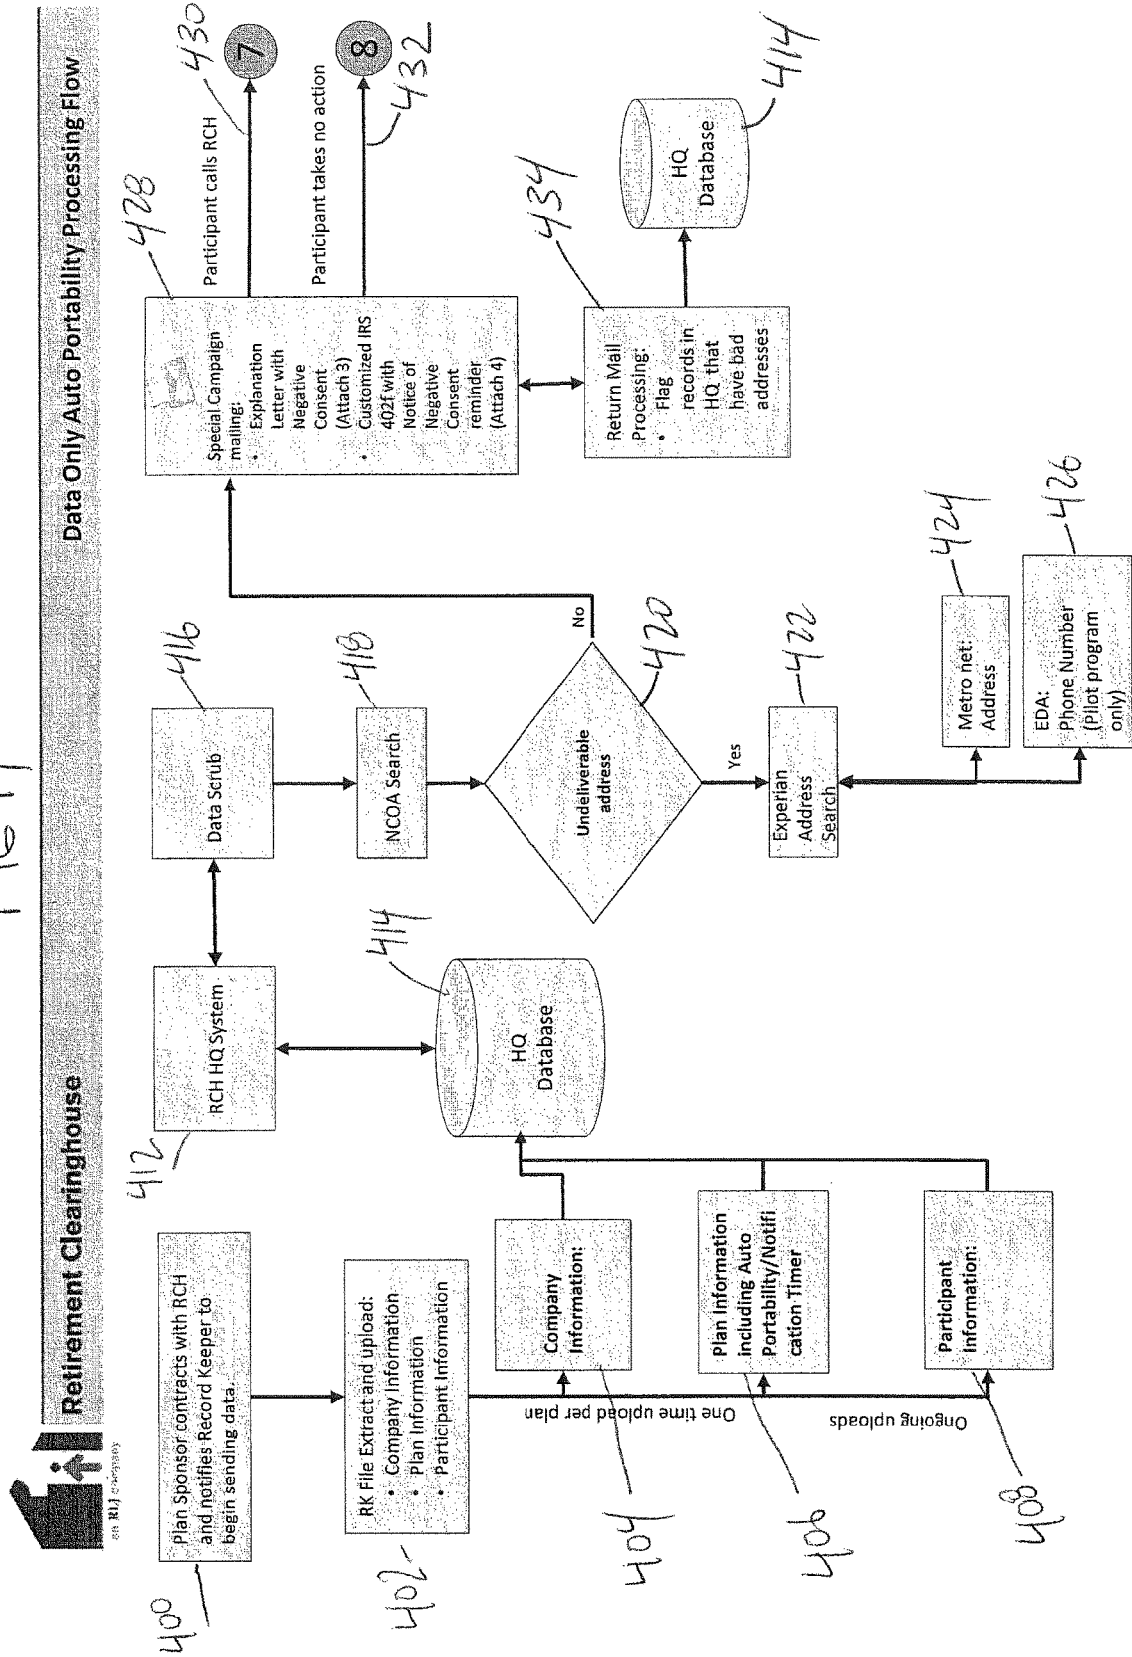 Retirement Clearinghouse
Data Only Auto Portability Processing Flow
an RLJ company
400
Plan Sponsor contracts with RCH
and notifies Record Keeper to
begin sending data.
402
RK File Extract and upload:
• Company Information
• Plan Information
• Participant Information
One time upload per plan
Ongoing uploads
404
Company
Information:
406
Plan Information
including Auto
Portability/Notifi
cation Timer
408
Participant
Information:
412
RCH HQ System
414
HQ
Database
416
Data Scrub
418
NCOA Search
420
Undeliverable
address
No
Yes
422
Experian
Address
Search
424
Metro net:
Address
426
EDA:
Phone Number
(Pilot program
only)
428
Special Campaign
mailing:
• Explanation
Letter with
Negative
Consent
(Attach 3)
• Customized IRS
402f with
Notice of
Negative
Consent
reminder
(Attach 4)
Participant calls RCH
430
7
Participant takes no action
432
8
434
Return Mail
Processing:
• Flag
records in
HQ that
have bad
addresses
HQ
Database
414